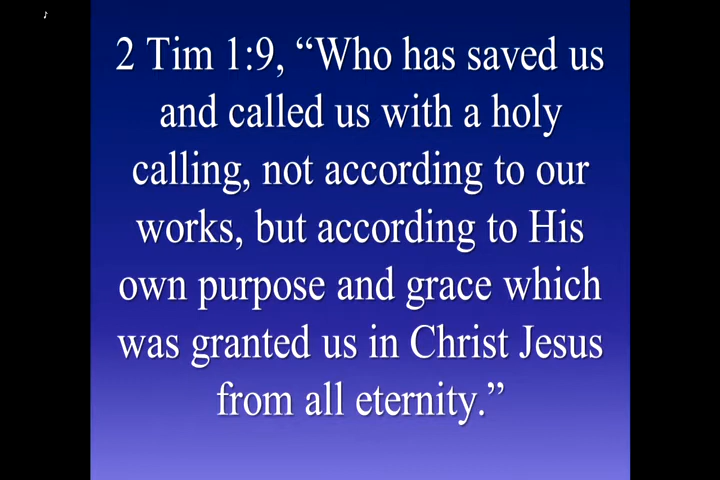 2 Tim 1:9, “Who has saved us
and called us with a holy
calling, not according to our
works, but according to His
own purpose and grace which
was granted us in Christ Jesus
from all eternity.”